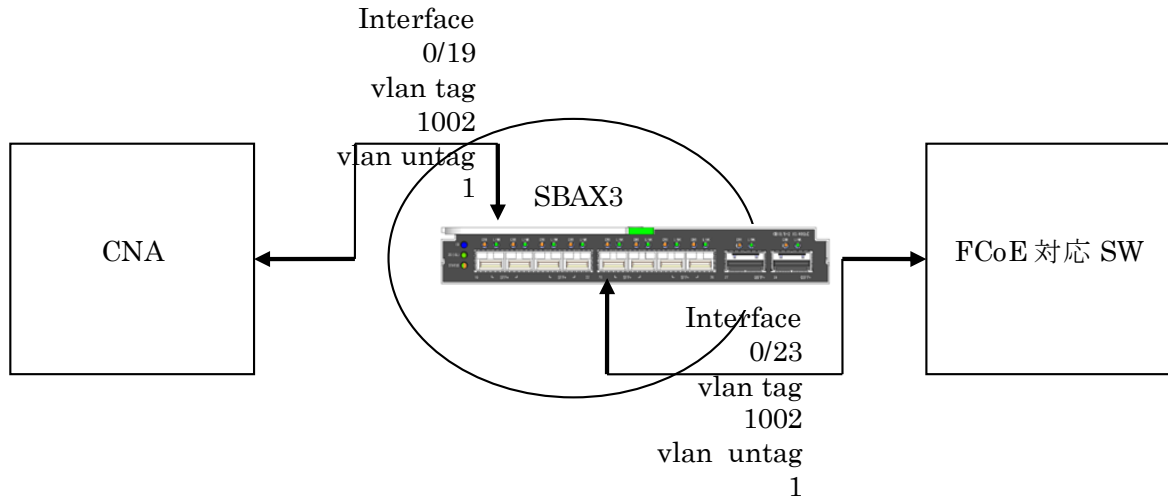 Interface
0/19
vlan tag
1002
vlan untag
1
SBAX3
CNA
FCoE 対応 SW
Interface
0/23
vlan tag
1002
vlan untag
1